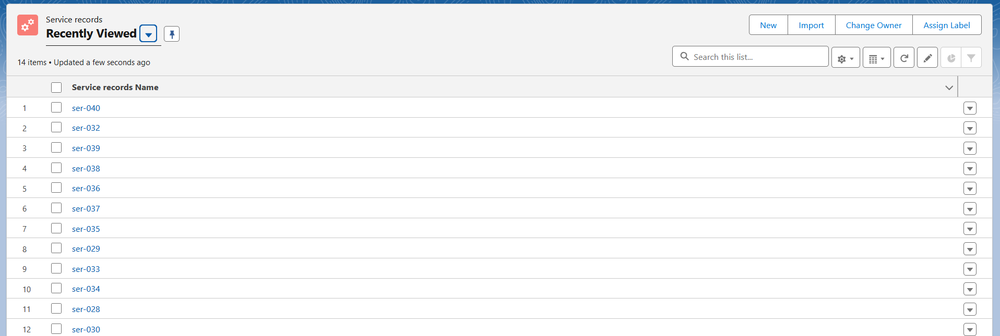 Service records
Recently Viewed
New Import Change Owner Assign Label
14 items • Updated a few seconds ago
Search this list...
Service records Name
1 ser-040
2 ser-032
3 ser-039
4 ser-038
5 ser-036
6 ser-037
7 ser-035
8 ser-029
9 ser-033
10 ser-034
11 ser-028
12 ser-030